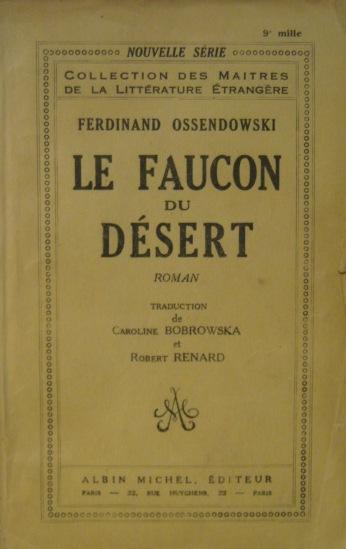 9e mille
NOUVELLE SÉRIE
COLLECTION DES MAITRES
DE LA LITTÉRATURE ÉTRANGÈRE
FERDINAND OSSENDOWSKI
LE FAUCON
DU
DÉSERT
ROMAN
TRADUCTION
de
CAROLINE BOBROWSKA
et
ROBERT RENARD
AM
ALBIN MICHEL, ÉDITEUR
PARIS — 22, RUE HUYGHENS, 22 — PARIS